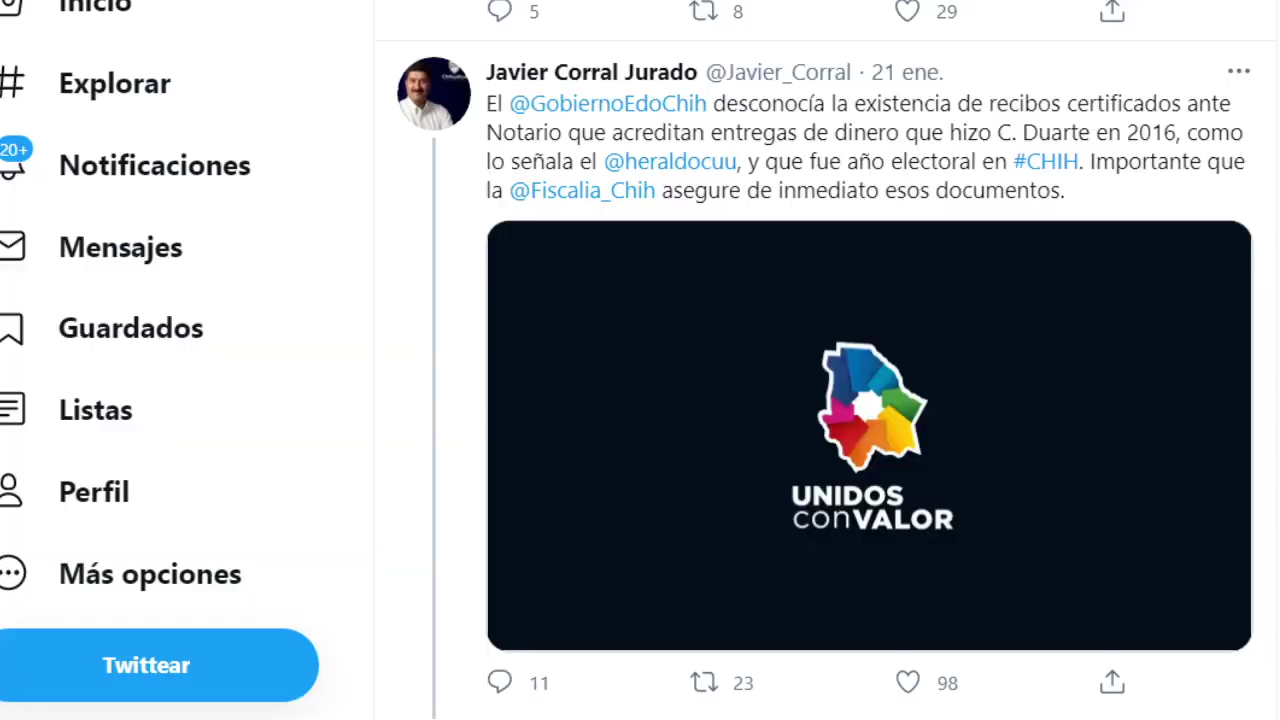 Inicio
Explorar
20+
Notificaciones
Mensajes
Guardados
Listas
Perfil
Más opciones
Twittear
5 8 29
Javier Corral Jurado @Javier_Corral · 21 ene.
El @GobiernoEdoChih desconocía la existencia de recibos certificados ante
Notario que acreditan entregas de dinero que hizo C. Duarte en 2016, como
lo señala el @heraldocuu, y que fue año electoral en #CHIH. Importante que
la @Fiscalia_Chih asegure de inmediato esos documentos.
UNIDOS
conVALOR
11 23 98